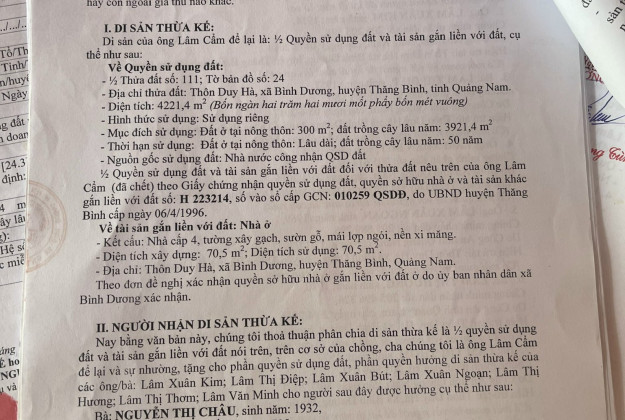 này còn ngoài gia thu nào khác.
I. DI SẢN THỪA KẾ:
Di sản của ông Lâm Cẩm để lại là: ½ Quyền sử dụng đất và tài sản gắn liền với đất, cụ
thể như sau:
Về Quyền sử dụng đất:
- ½ Thửa đất số: 111; Tờ bản đồ số: 24
- Địa chỉ thửa đất: Thôn Duy Hà, xã Bình Dương, huyện Thăng Bình, tỉnh Quảng Nam.
- Diện tích: 4221,4 m² (Bốn ngàn hai trăm hai mươi mốt phẩy bốn mét vuông)
- Hình thức sử dụng: Sử dụng riêng
- Mục đích sử dụng: Đất ở tại nông thôn: 300 m²; đất trồng cây lâu năm: 3921,4 m²
- Thời hạn sử dụng: Đất ở tại nông thôn: Lâu dài; đất trồng cây lâu năm: 50 năm
- Nguồn gốc sử dụng đất: Nhà nước công nhận QSD đất
½ Quyền sử dụng đất và tài sản gắn liền với đất đối với thửa đất nêu trên của ông Lâm
Cẩm (đã chết) theo Giấy chứng nhận quyền sử dụng đất, quyền sở hữu nhà ở và tài sản khác
gắn liền với đất số: H 223214, số vào sổ cấp GCN: 010259 QSDĐ, do UBND huyện Thăng
Bình cấp ngày 06/4/1996.
Về tài sản gắn liền với đất: Nhà ở
- Kết cấu: Nhà cấp 4, tường xây gạch, sườn gỗ, mái lợp ngói, nền xi măng.
- Diện tích xây dựng: 70,5 m²; Diện tích sử dụng: 70,5 m².
- Địa chỉ: Thôn Duy Hà, xã Bình Dương, huyện Thăng Bình, Quảng Nam.
Theo đơn đề nghị xác nhận quyền sở hữu nhà ở gắn liền với đất ở do ủy ban nhân dân xã
Bình Dương xác nhận.
II. NGƯỜI NHẬN DI SẢN THỪA KẾ:
Nay bằng văn bản này, chúng tôi thoả thuận phân chia di sản thừa kế là ½ quyền sử dụng
đất và tài sản gắn liền với đất nói trên, trên cơ sở của chồng, cha chúng tôi là ông Lâm Cẩm
để lại và sự nhường, tặng cho phần quyền sử dụng đất, phần quyền hưởng di sản thừa kế của
các ông/bà: Lâm Xuân Kim; Lâm Thị Điệp; Lâm Xuân Bút; Lâm Xuân Ngoạn; Lâm Thị
Hương; Lâm Thị Thơm; Lâm Văn Minh cho người sau đây được hưởng cụ thể như sau:
Bà: NGUYỄN THỊ CHÂU, sinh năm: 1932,